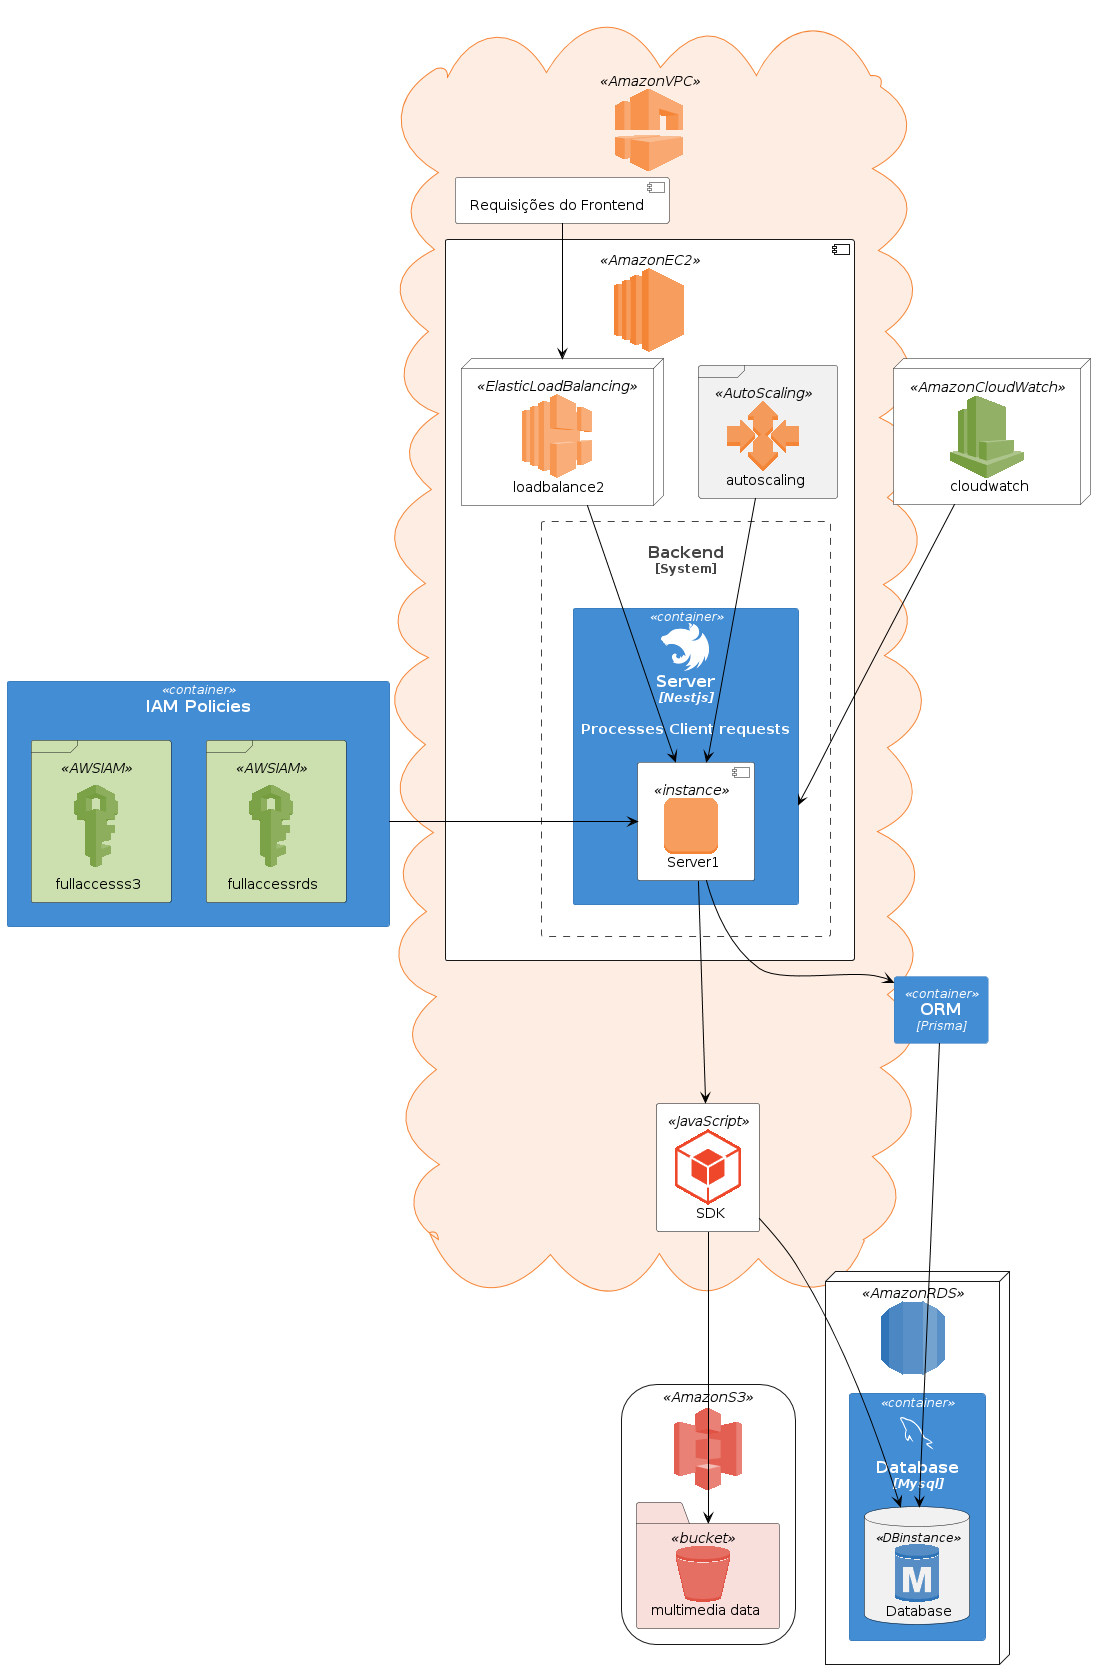 «AmazonVPC»
Requisições do Frontend
«AmazonEC2»
«ElasticLoadBalancing»
loadbalance2
«AutoScaling»
autoscaling
«AmazonCloudWatch»
cloudwatch
Backend
[System]
«container»
Server
[Nestjs]
Processes Client requests
«instance»
Server1
«container»
IAM Policies
«AWSIAM»
fullaccesss3
«AWSIAM»
fullaccessrds
«container»
ORM
[Prisma]
«JavaScript»
SDK
«AmazonRDS»
«container»
Database
[Mysql]
«DBinstance»
M
Database
«AmazonS3»
«bucket»
multimedia data